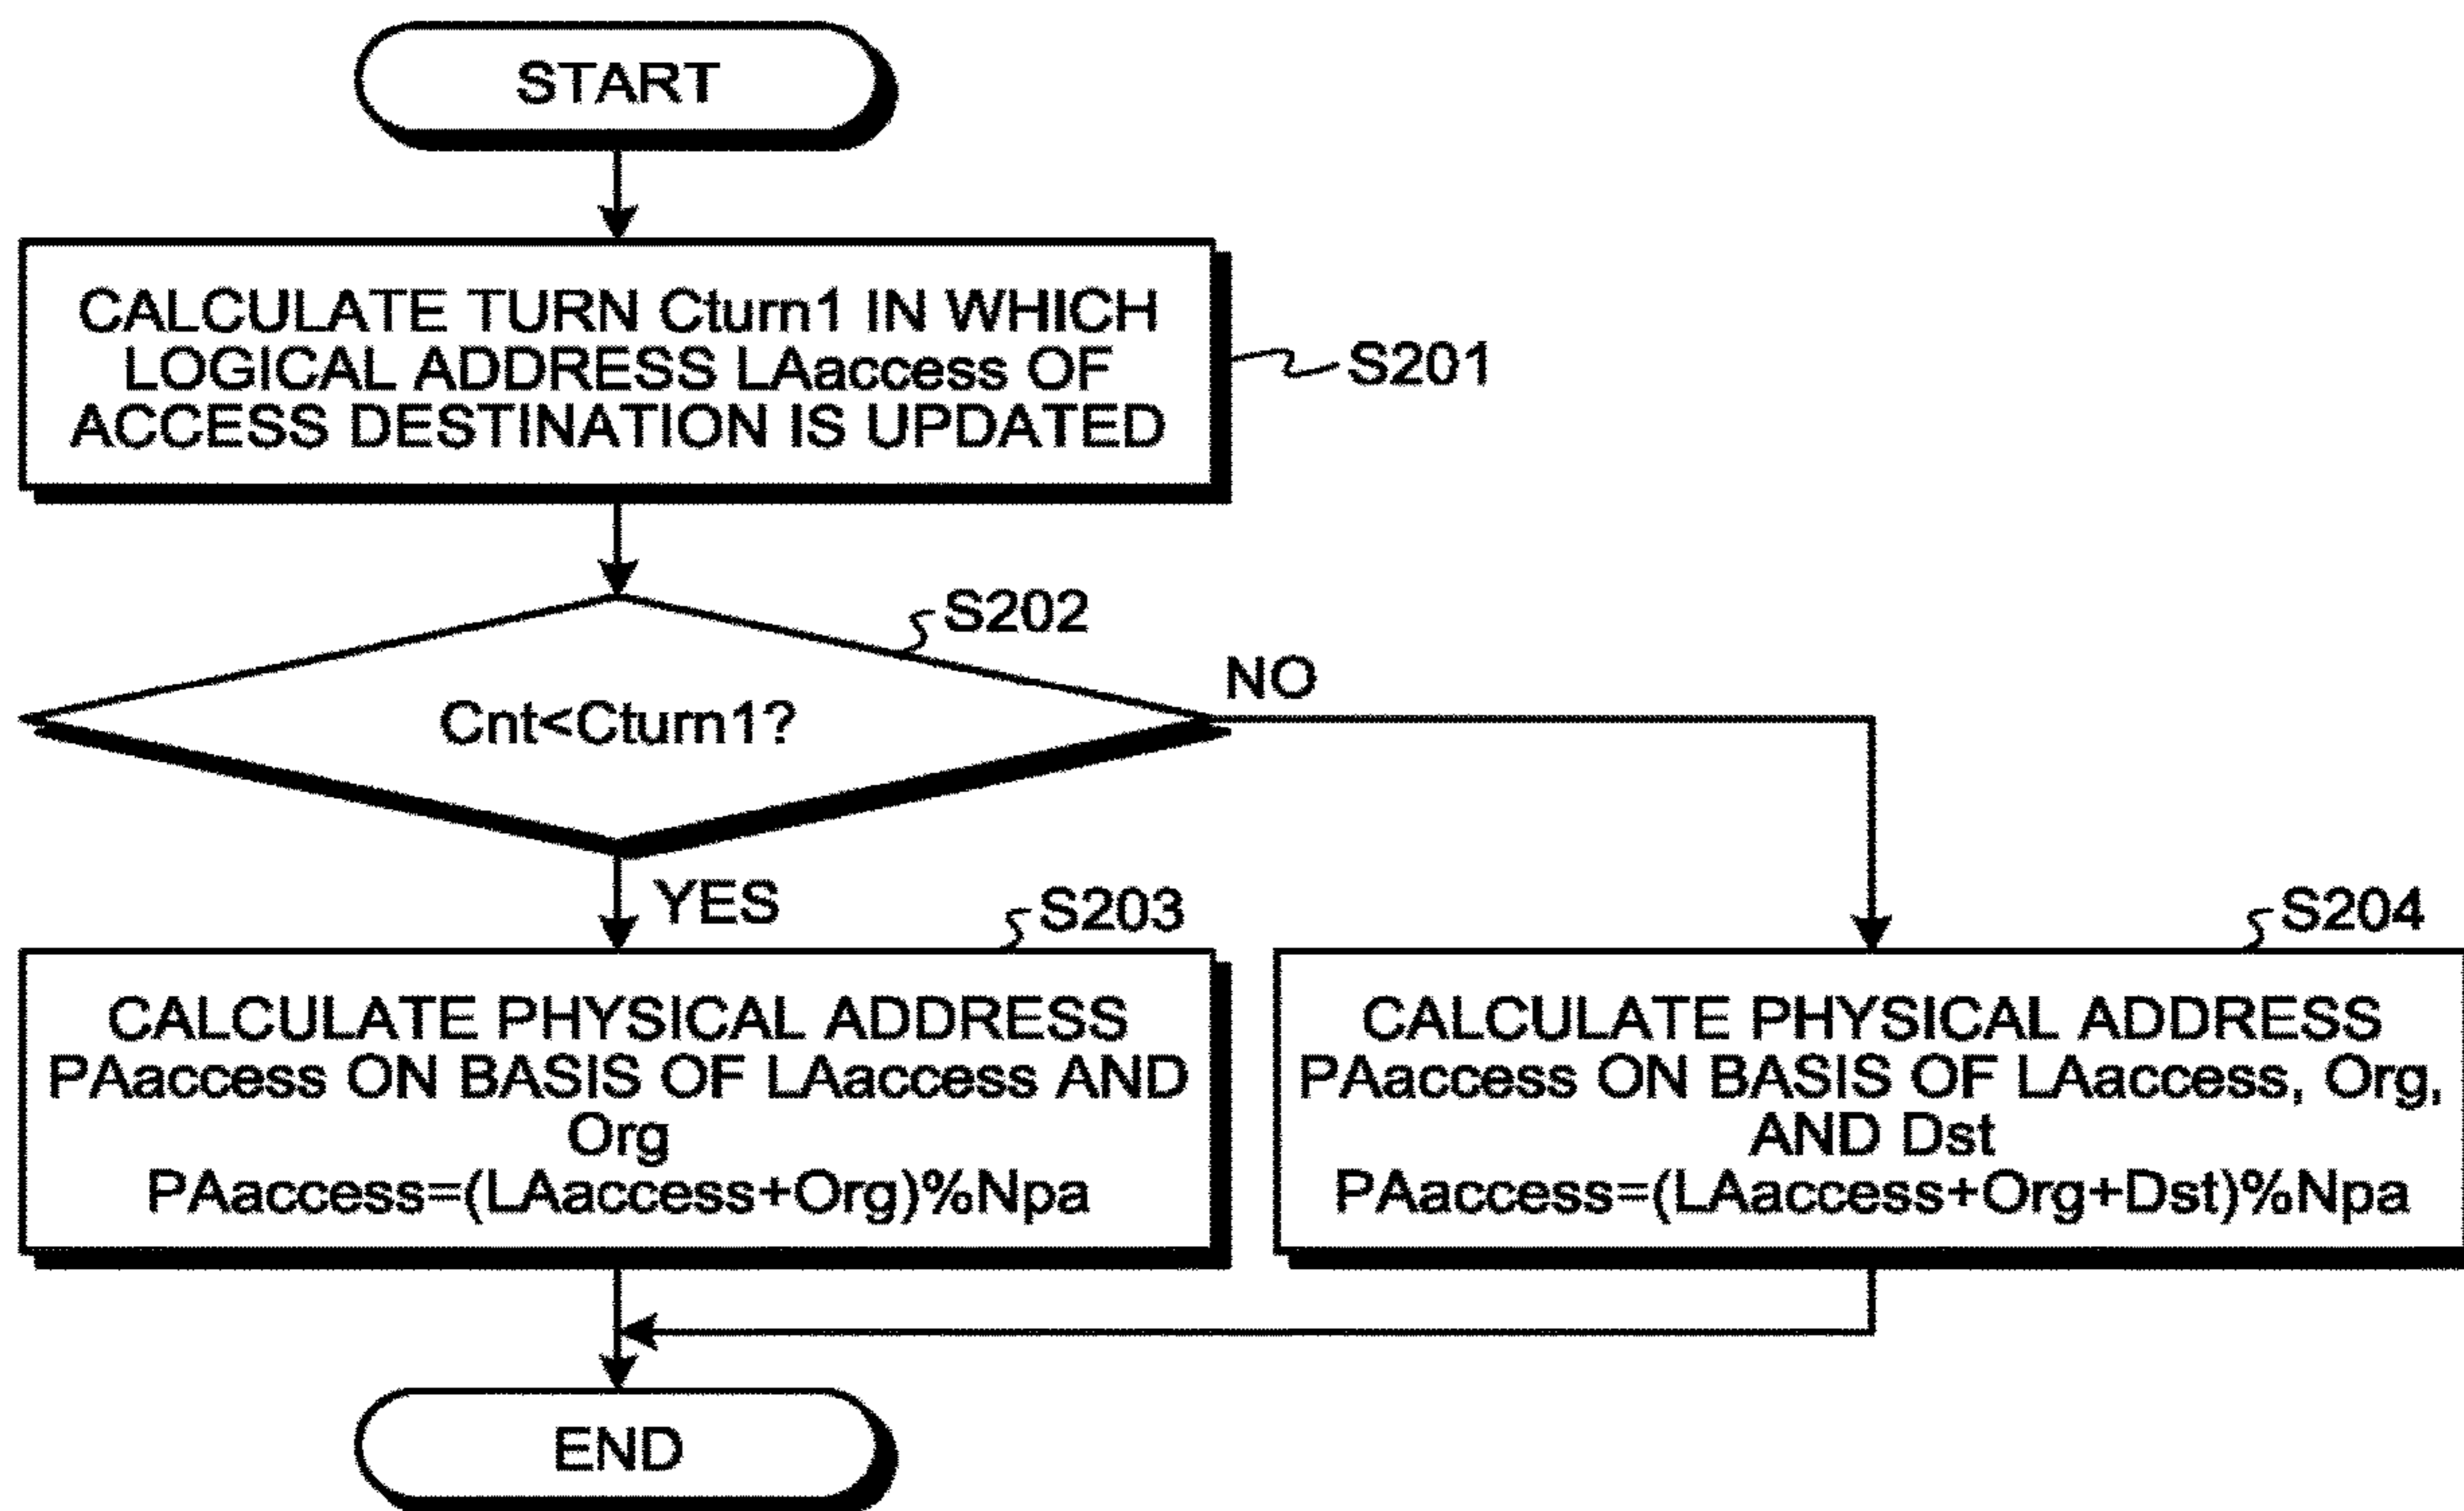 START
CALCULATE TURN Cturn1 IN WHICH
LOGICAL ADDRESS LAaccess OF
ACCESS DESTINATION IS UPDATED
S201
S202
Cnt<Cturn1?
NO
YES
S203
CALCULATE PHYSICAL ADDRESS
PAaccess ON BASIS OF LAaccess AND
Org
PAaccess=(LAaccess+Org)%Npa
S204
CALCULATE PHYSICAL ADDRESS
PAaccess ON BASIS OF LAaccess, Org,
AND Dst
PAaccess=(LAaccess+Org+Dst)%Npa
END